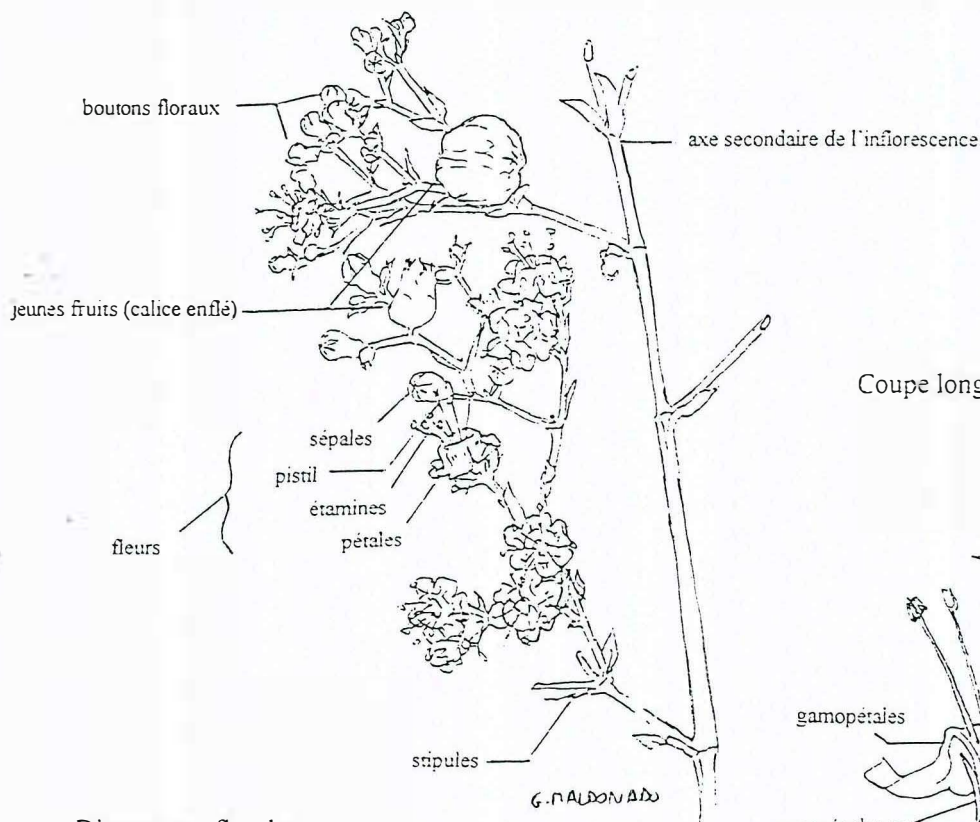 boutons floraux
axe secondaire de l'inflorescence
jeunes fruits (calice enflé)
Coupe long
sépales
pistil
étamines
pétales
fleurs
gamopétales
stipules
G. MALDONADO